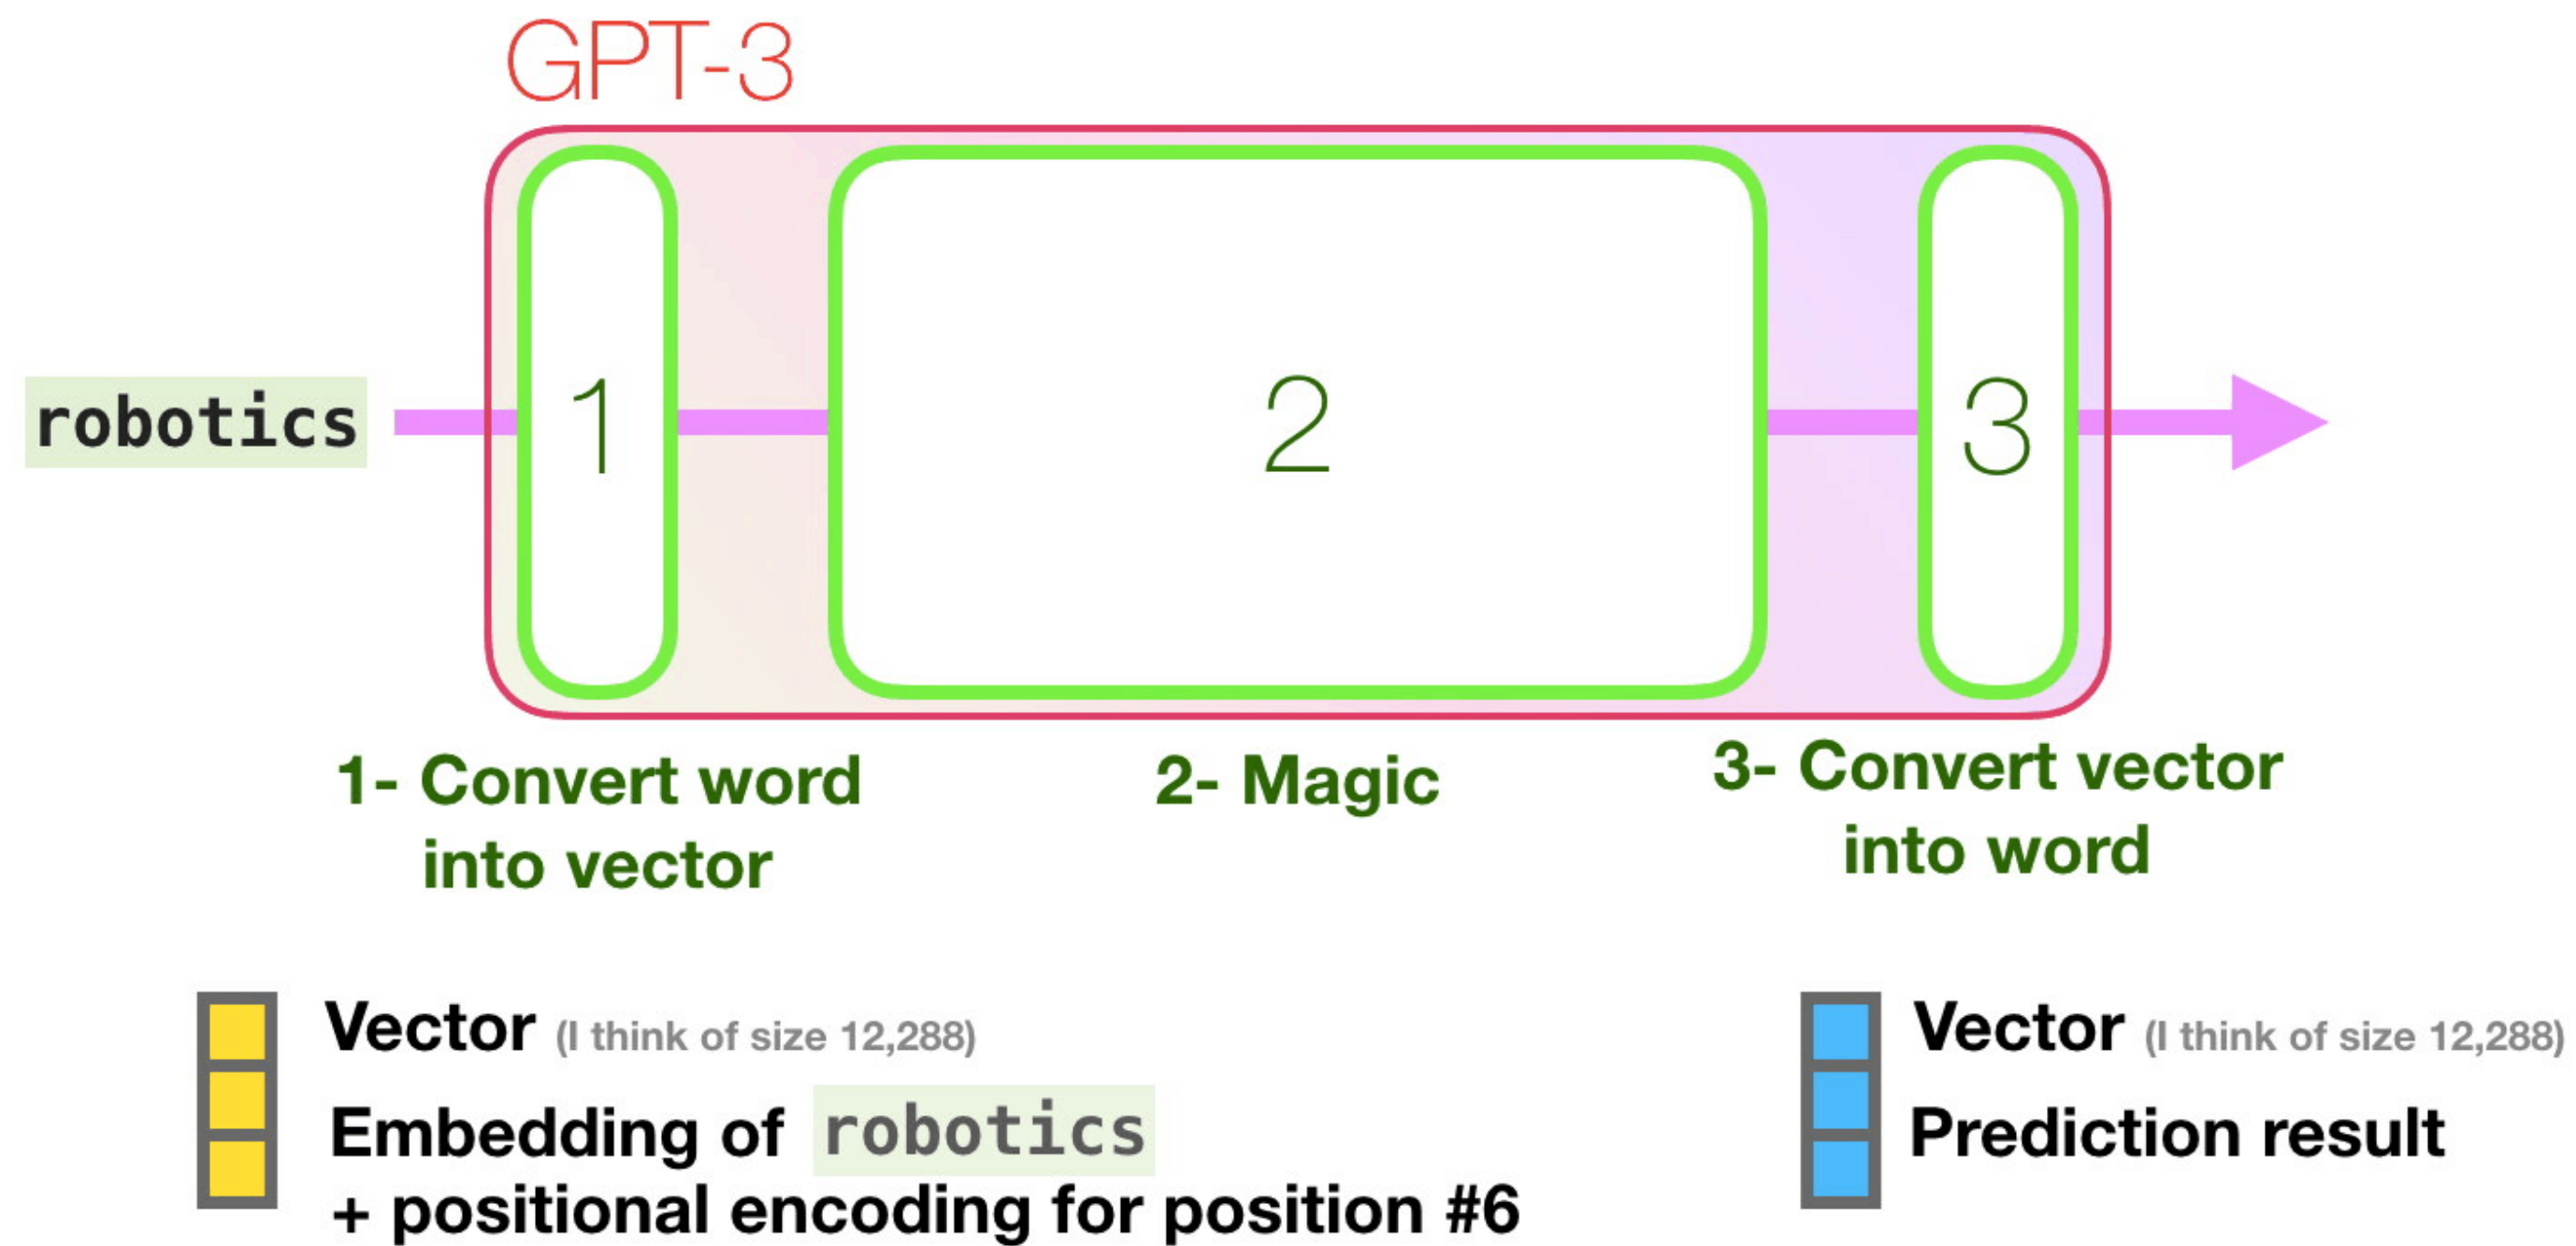 GPT-3
robotics
1
2
3
1- Convert word
into vector
2- Magic
3- Convert vector
into word
Vector (I think of size 12,288)
Embedding of robotics
+ positional encoding for position #6
Vector (I think of size 12,288)
Prediction result